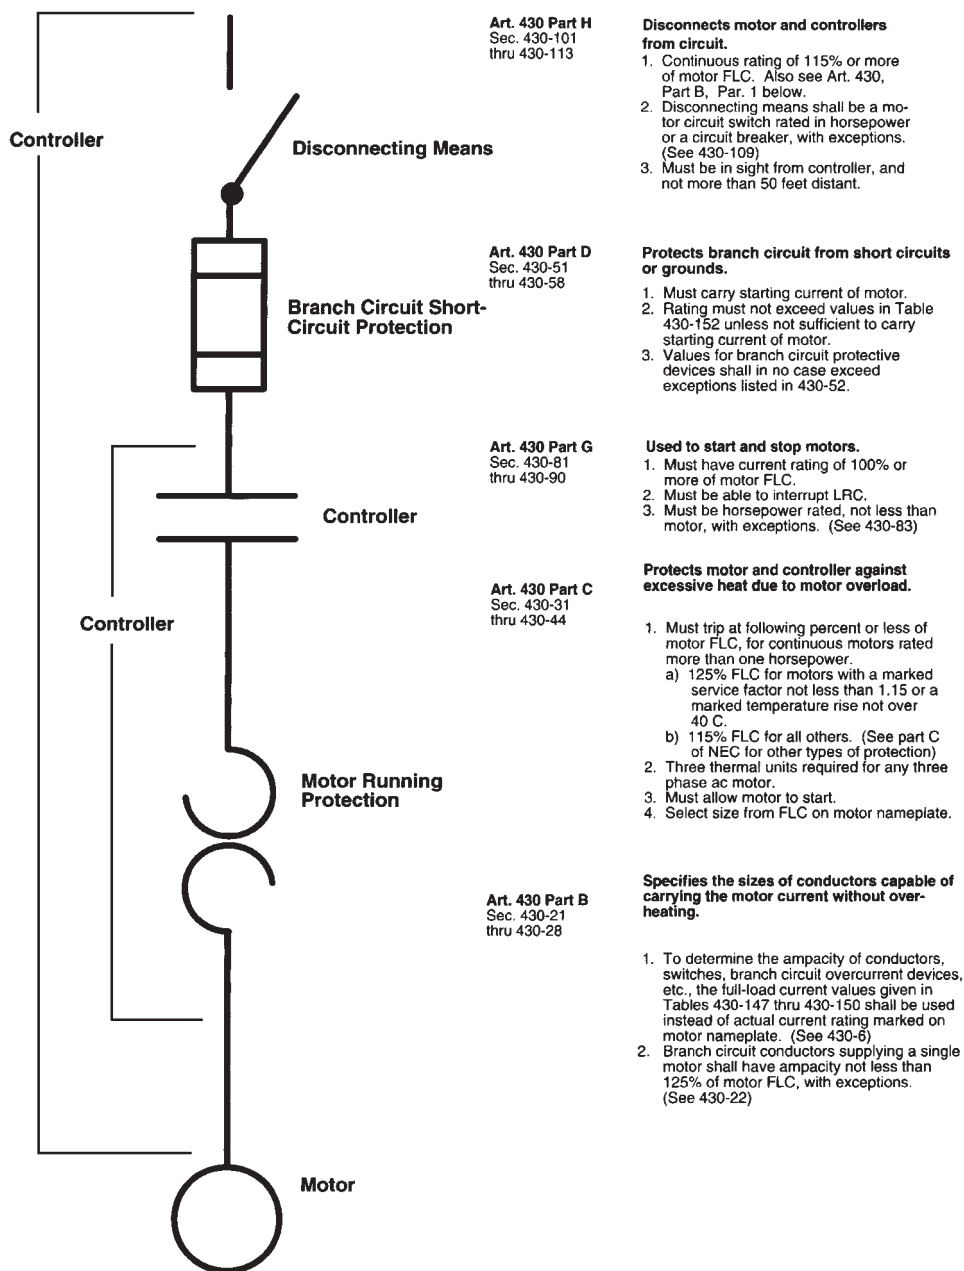 Controller
Disconnecting Means
Art. 430 Part H
Sec. 430-101
thru 430-113
Disconnects motor and controllers
from circuit.
1. Continuous rating of 115% or more
of motor FLC. Also see Art. 430,
Part B, Par. 1 below.
2. Disconnecting means shall be a mo-
tor circuit switch rated in horsepower
or a circuit breaker, with exceptions.
(See 430-109)
3. Must be in sight from controller, and
not more than 50 feet distant.
Branch Circuit Short-
Circuit Protection
Art. 430 Part D
Sec. 430-51
thru 430-58
Protects branch circuit from short circuits
or grounds.
1. Must carry starting current of motor.
2. Rating must not exceed values in Table
430-152 unless not sufficient to carry
starting current of motor.
3. Values for branch circuit protective
devices shall in no case exceed
exceptions listed in 430-52.
Controller
Art. 430 Part G
Sec. 430-81
thru 430-90
Used to start and stop motors.
1. Must have current rating of 100% or
more of motor FLC.
2. Must be able to interrupt LRC.
3. Must be horsepower rated, not less than
motor, with exceptions. (See 430-83)
Controller
Motor Running
Protection
Art. 430 Part C
Sec. 430-31
thru 430-44
Protects motor and controller against
excessive heat due to motor overload.
1. Must trip at following percent or less of
motor FLC, for continuous motors rated
more than one horsepower.
a) 125% FLC for motors with a marked
service factor not less than 1.15 or a
marked temperature rise not over
40 C.
b) 115% FLC for all others. (See part C
of NEC for other types of protection)
2. Three thermal units required for any three
phase ac motor.
3. Must allow motor to start.
4. Select size from FLC on motor nameplate.
Art. 430 Part B
Sec. 430-21
thru 430-28
Specifies the sizes of conductors capable of
carrying the motor current without over-
heating.
1. To determine the ampacity of conductors,
switches, branch circuit overcurrent devices,
etc., the full-load current values given in
Tables 430-147 thru 430-150 shall be used
instead of actual current rating marked on
motor nameplate. (See 430-6)
2. Branch circuit conductors supplying a single
motor shall have ampacity not less than
125% of motor FLC, with exceptions.
(See 430-22)
Motor